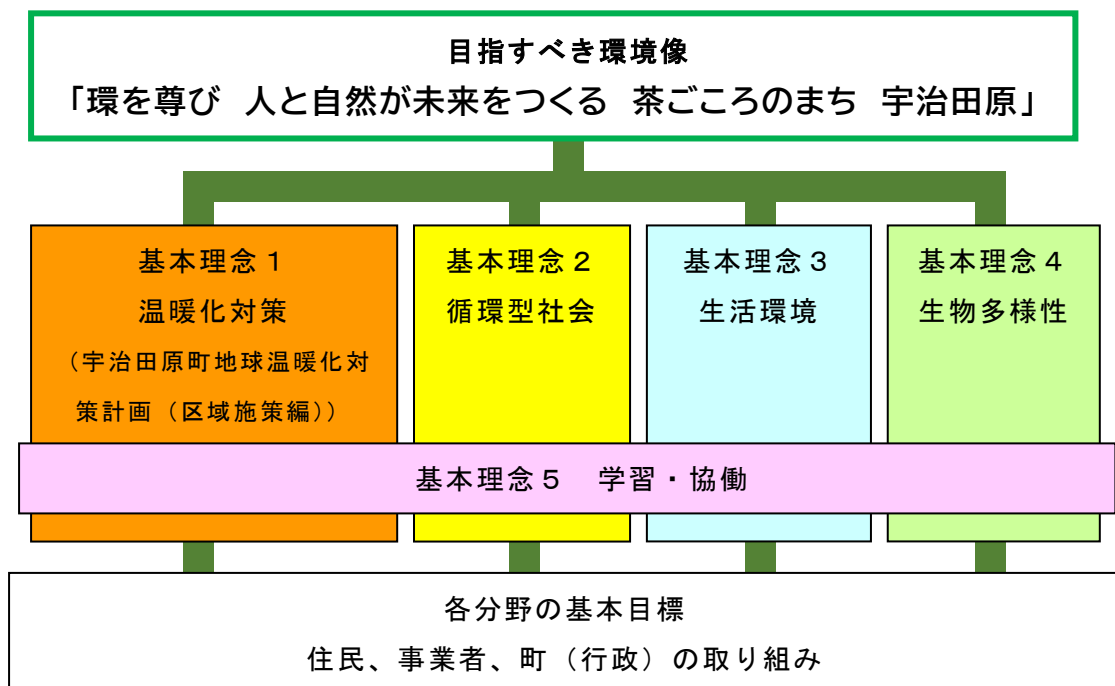 目指すべき環境像
「環を尊び 人と自然が未来をつくる 茶ごころのまち 宇治田原」
基本理念1
温暖化対策
(宇治田原町地球温暖化対
策計画(区域施策編))
基本理念2
循環型社会
基本理念3
生活環境
基本理念4
生物多様性
基本理念5 学習・協働
各分野の基本目標
住民、事業者、町(行政)の取り組み